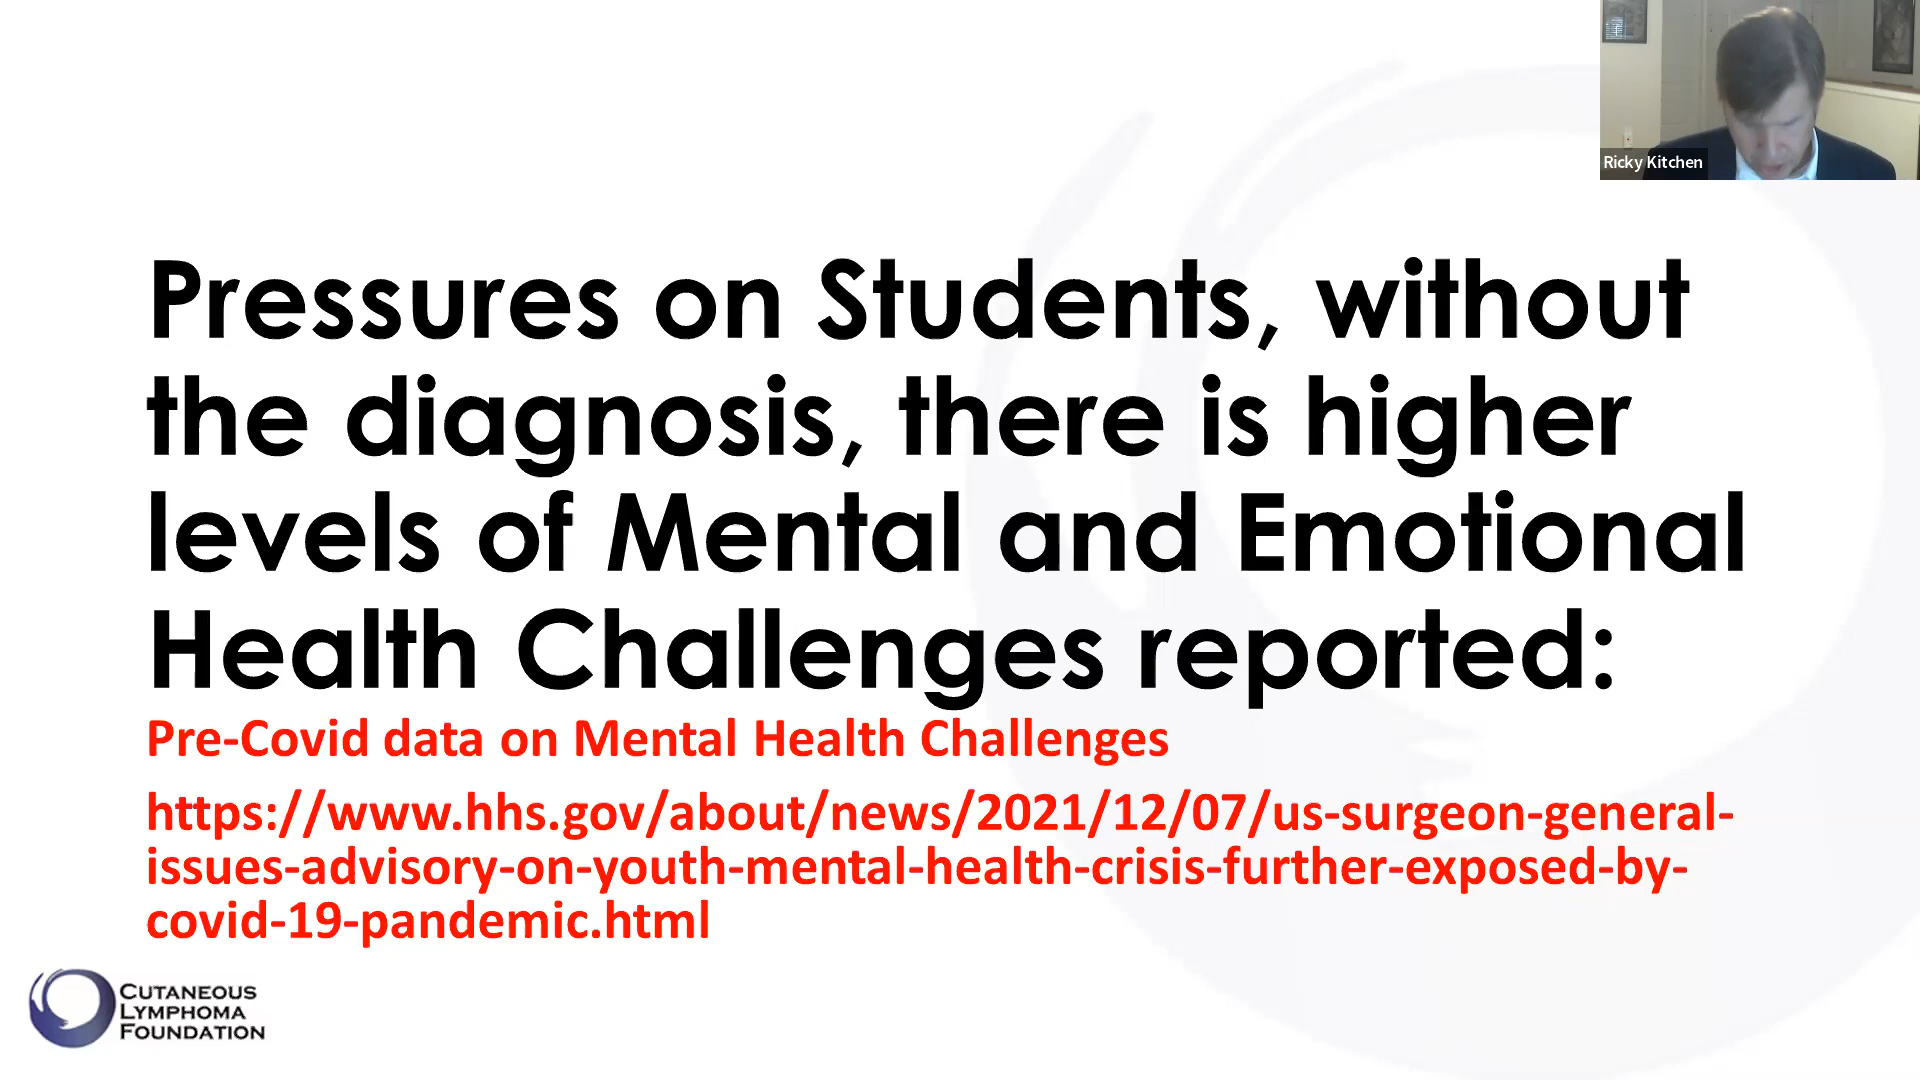 Ricky Kitchen
Pressures on Students, without
the diagnosis, there is higher
levels of Mental and Emotional
Health Challenges reported:
Pre-Covid data on Mental Health Challenges
https://www.hhs.gov/about/news/2021/12/07/us-surgeon-general-
issues-advisory-on-youth-mental-health-crisis-further-exposed-by-
covid-19-pandemic.html
CUTANEOUS
LYMPHOMA
FOUNDATION